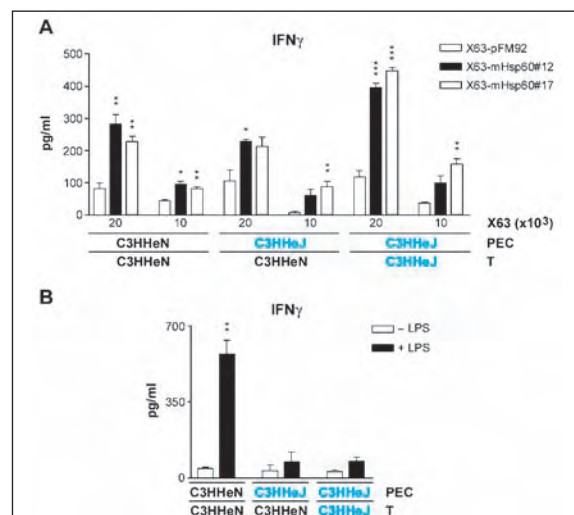 A
IFNγ
X63-pFM92
X63-mHsp60#12
X63-mHsp60#17
pg/ml
500
400
300
200
100
0
** ** * ** * ** *** *** **
20 10 20 10 20 10 X63 (x10³)
C3HHeN C3HHeJ C3HHeJ PEC
C3HHeN C3HHeN C3HHeJ T
B
IFNγ
– LPS
+ LPS
pg/ml
700
350
0
**
C3HHeN C3HHeJ C3HHeJ PEC
C3HHeN C3HHeN C3HHeJ T